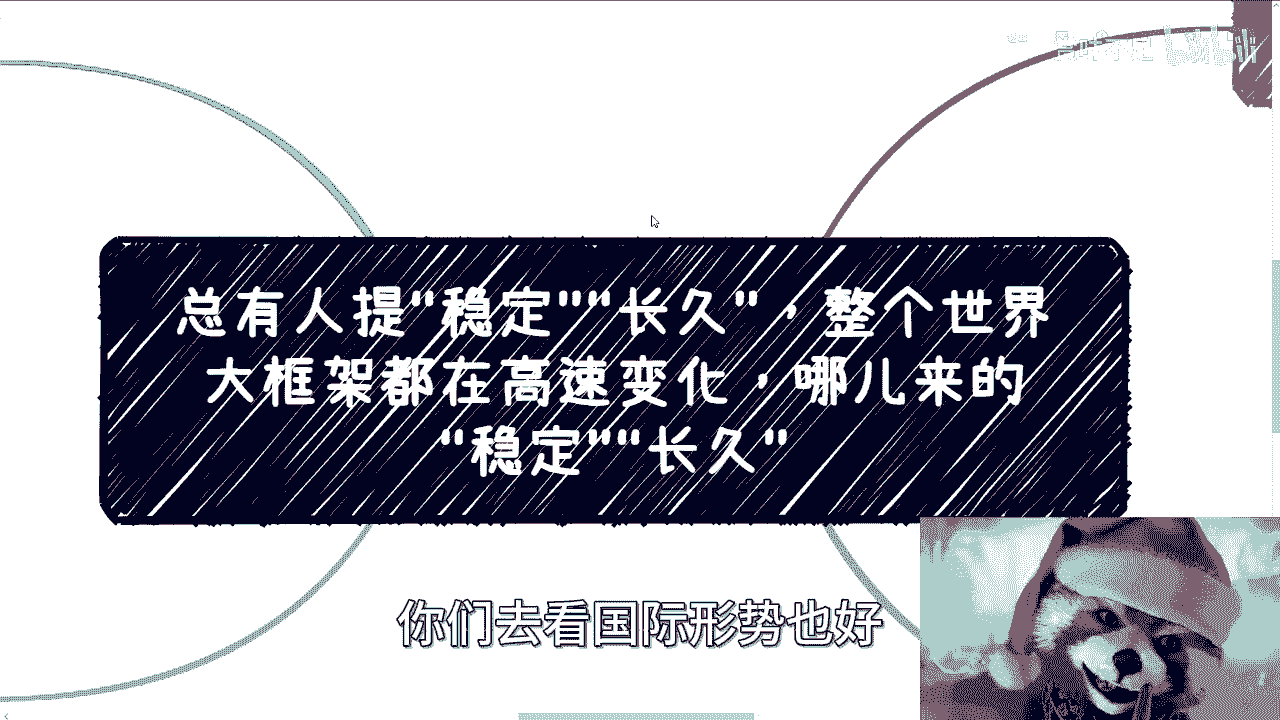 总有人提"稳定""长久"，整个世界
大框架都在高速变化，哪儿来的
"稳定""长久"
你们去看国际形势也好